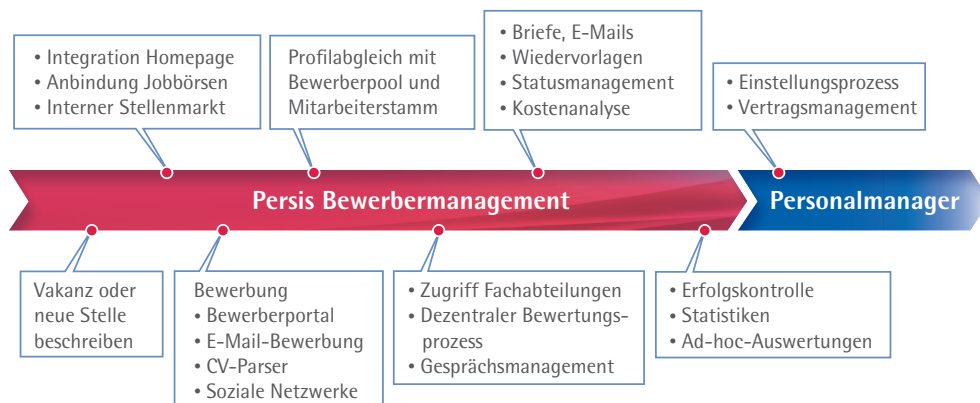 • Integration Homepage
• Anbindung Jobbörsen
• Interner Stellenmarkt
Profilabgleich mit
Bewerberpool und
Mitarbeiterstamm
• Briefe, E-Mails
• Wiedervorlagen
• Statusmanagement
• Kostenanalyse
• Einstellungsprozess
• Vertragsmanagement
Persis Bewerbermanagement
Personalmanager
Vakanz oder
neue Stelle
beschreiben
Bewerbung
• Bewerberportal
• E-Mail-Bewerbung
• CV-Parser
• Soziale Netzwerke
• Zugriff Fachabteilungen
• Dezentraler Bewertungs-
prozess
• Gesprächsmanagement
• Erfolgskontrolle
• Statistiken
• Ad-hoc-Auswertungen